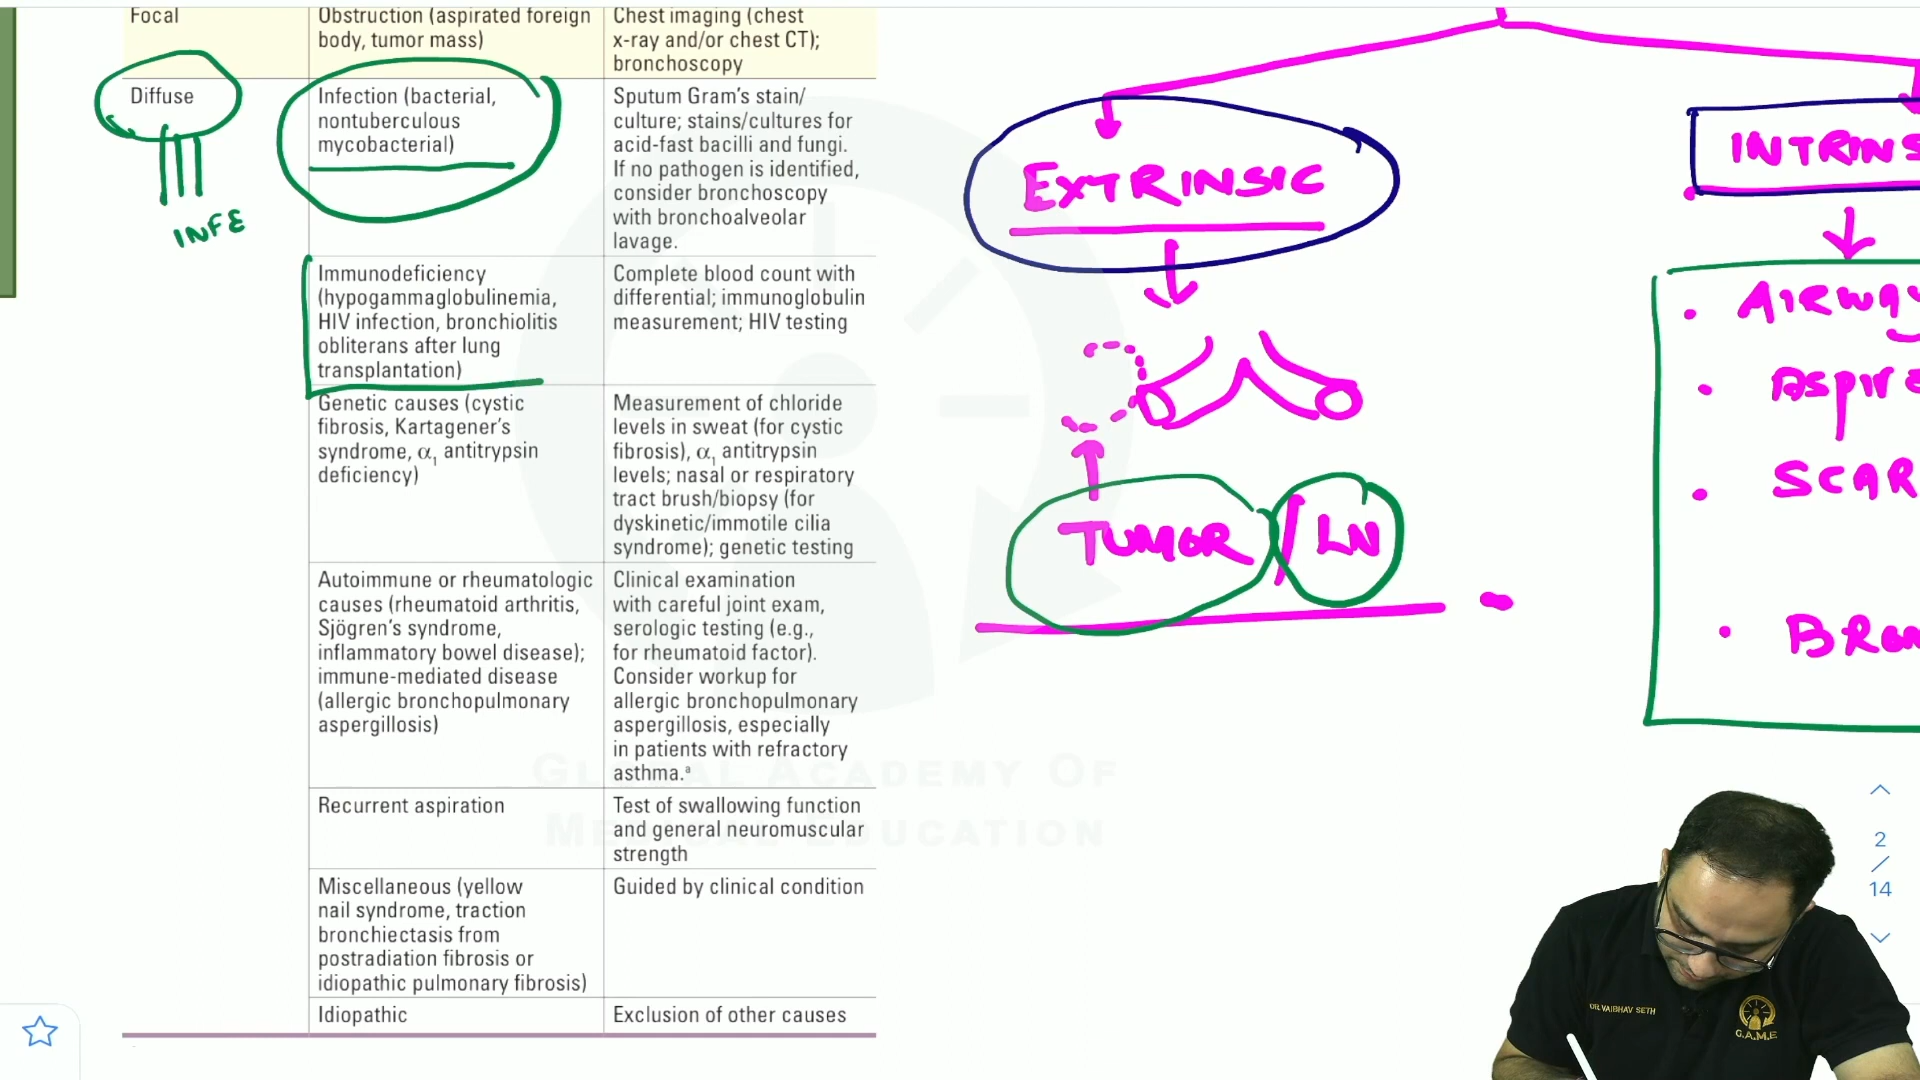 Focal
Obstruction (aspirated foreign
body, tumor mass)
Chest imaging (chest
x-ray and/or chest CT);
bronchoscopy
Diffuse
Infection (bacterial,
nontuberculous
mycobacterial)
Sputum Gram's stain/
culture; stains/cultures for
acid-fast bacilli and fungi.
If no pathogen is identified,
consider bronchoscopy
with bronchoalveolar
lavage.
INFE
Immunodeficiency
(hypogammaglobulinemia,
HIV infection, bronchiolitis
obliterans after lung
transplantation)
Complete blood count with
differential; immunoglobulin
measurement; HIV testing
Genetic causes (cystic
fibrosis, Kartagener's
syndrome, α₁ antitrypsin
deficiency)
Measurement of chloride
levels in sweat (for cystic
fibrosis), α₁ antitrypsin
levels; nasal or respiratory
tract brush/biopsy (for
dyskinetic/immotile cilia
syndrome); genetic testing
Autoimmune or rheumatologic
causes (rheumatoid arthritis,
Sjögren's syndrome,
inflammatory bowel disease);
immune-mediated disease
(allergic bronchopulmonary
aspergillosis)
Clinical examination
with careful joint exam,
serologic testing (e.g.,
for rheumatoid factor).
Consider workup for
allergic bronchopulmonary
aspergillosis, especially
in patients with refractory
asthma.ᵃ
Recurrent aspiration
Test of swallowing function
and general neuromuscular
strength
Miscellaneous (yellow
nail syndrome, traction
bronchiectasis from
postradiation fibrosis or
idiopathic pulmonary fibrosis)
Guided by clinical condition
Idiopathic
Exclusion of other causes
GLOBAL ACADEMY OF
MEDICAL EDUCATION
EXTRINSIC
TUMOR / LN
INTRINS
• AIRWAY
• ASPIR
• SCAR
• BRON
2
/
14
DR.VAIBHAV SETH
G.A.M.E